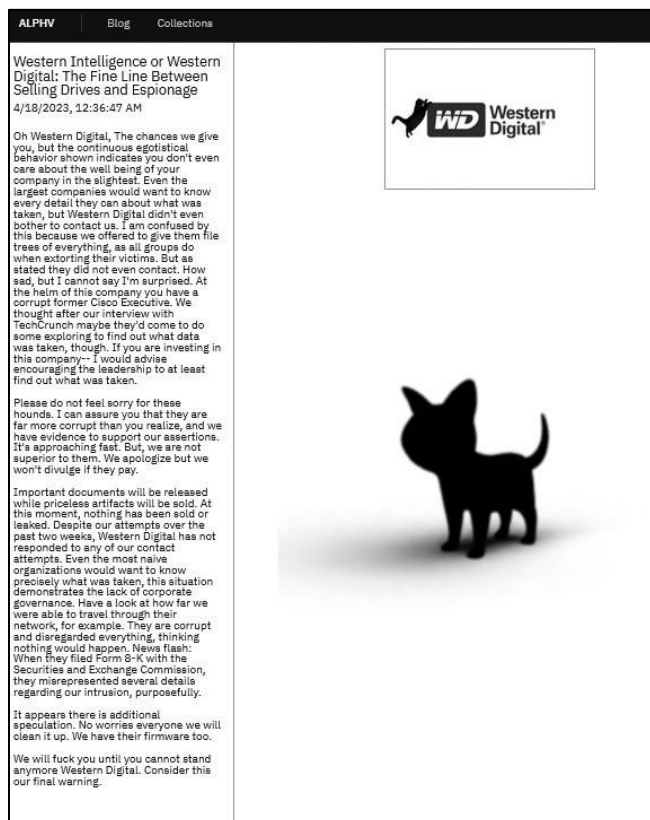 ALPHV Blog Collections
Western Intelligence or Western
Digital: The Fine Line Between
Selling Drives and Espionage
4/18/2023, 12:36:47 AM
Oh Western Digital, The chances we give
you, but the continuous egotistical
behavior shown indicates you don't even
care about the well being of your
company in the slightest. Even the
largest companies would want to know
every detail they can about what was
taken, but Western Digital didn't even
bother to contact us. I am confused by
this because we offered to give them file
trees of everything, as all groups do
when extorting their victims. But as
stated they did not even contact. How
sad, but I cannot say I'm surprised. At
the helm of this company you have a
corrupt former Cisco Executive. We
thought after our interview with
TechCrunch maybe they'd come to do
some exploring to find out what data
was taken, though. If you are investing in
this company-- I would advise
encouraging the leadership to at least
find out what was taken.
Please do not feel sorry for these
hounds. I can assure you that they are
far more corrupt than you realize, and we
have evidence to support our assertions.
It's approaching fast. But, we are not
superior to them. We apologize but we
won't divulge if they pay.
Important documents will be released
while priceless artifacts will be sold. At
this moment, nothing has been sold or
leaked. Despite our attempts over the
past two weeks, Western Digital has not
responded to any of our contact
attempts. Even the most naive
organizations would want to know
precisely what was taken, this situation
demonstrates the lack of corporate
governance. Have a look at how far we
were able to travel through their
network, for example. They are corrupt
and disregarded everything, thinking
nothing would happen. News flash:
When they filed Form 8-K with the
Securities and Exchange Commission,
they misrepresented several details
regarding our intrusion, purposefully.
It appears there is additional
speculation. No worries everyone we will
clean it up. We have their firmware too.
We will fuck you until you cannot stand
anymore Western Digital. Consider this
our final warning.
WD Western
Digital®